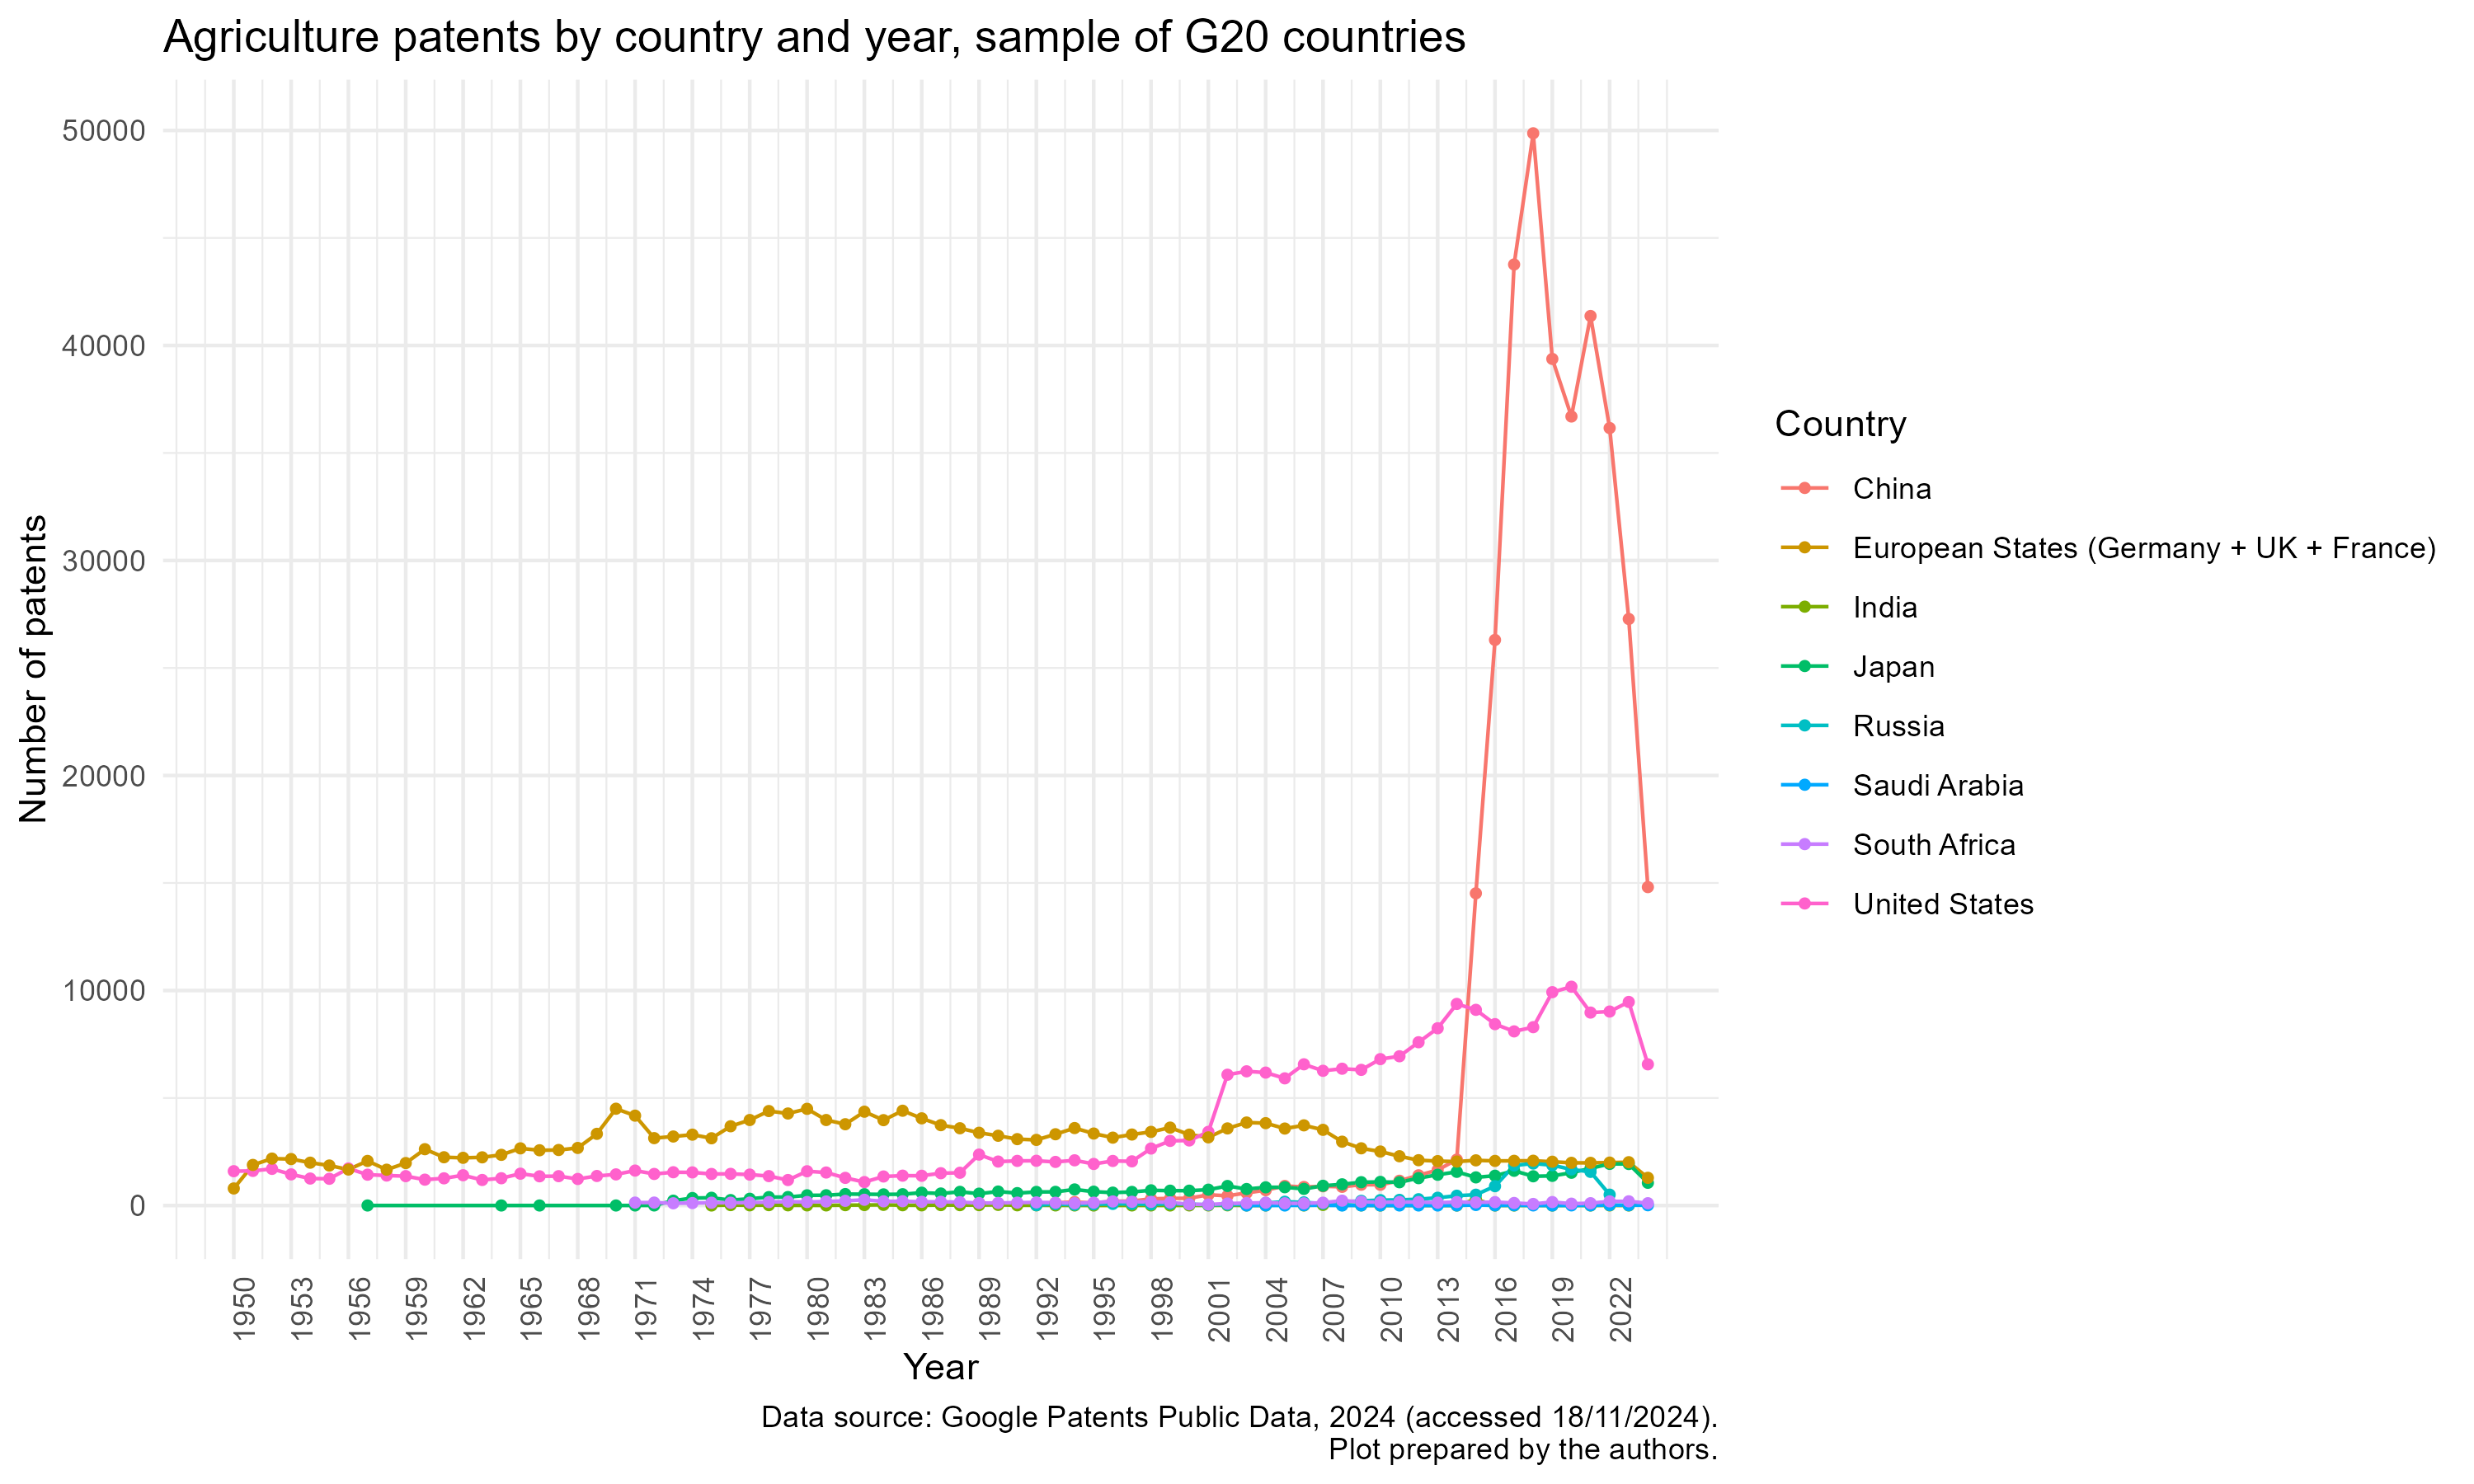 Agriculture patents by country and year, sample of G20 countries
Number of patents
50000
40000
30000
20000
10000
0
1950
1953
1956
1959
1962
1965
1968
1971
1974
1977
1980
1983
1986
1989
1992
1995
1998
2001
2004
2007
2010
2013
2016
2019
2022
Year
Country
China
European States (Germany + UK + France)
India
Japan
Russia
Saudi Arabia
South Africa
United States
Data source: Google Patents Public Data, 2024 (accessed 18/11/2024).
Plot prepared by the authors.